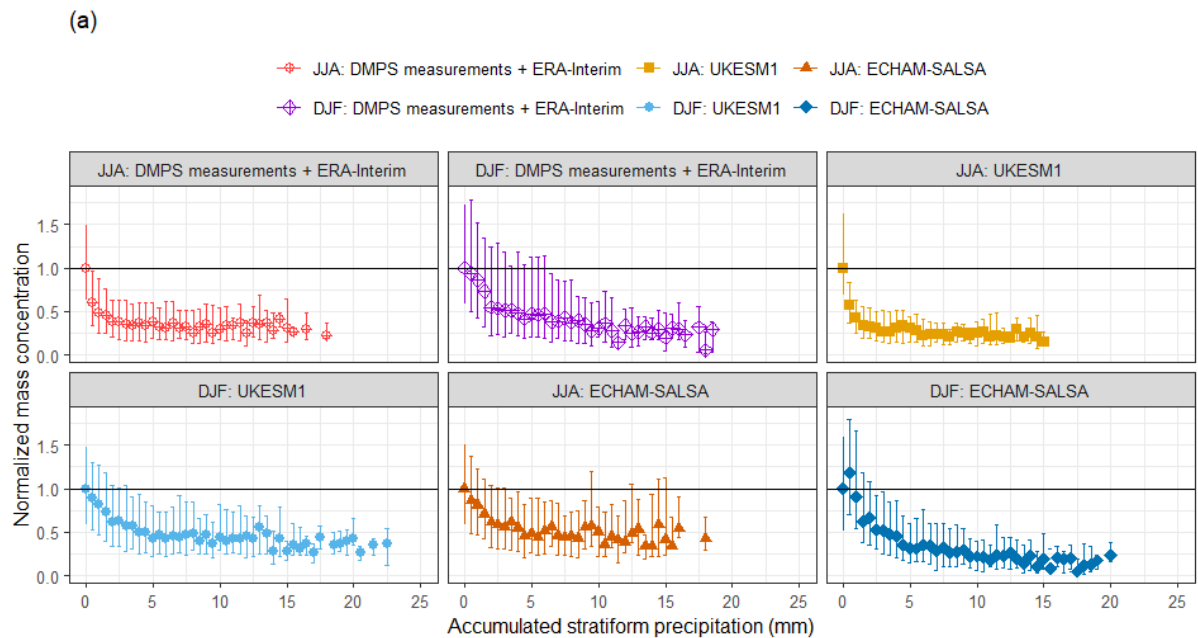 (a)
JJA: DMPS measurements + ERA-Interim JJA: UKESM1 JJA: ECHAM-SALSA
DJF: DMPS measurements + ERA-Interim DJF: UKESM1 DJF: ECHAM-SALSA
JJA: DMPS measurements + ERA-Interim DJF: DMPS measurements + ERA-Interim JJA: UKESM1
1.5
1.0
0.5
0.0
Normalized mass concentration
DJF: UKESM1 JJA: ECHAM-SALSA DJF: ECHAM-SALSA
1.5
1.0
0.5
0.0
0 5 10 15 20 25 0 5 10 15 20 25 0 5 10 15 20 25
Accumulated stratiform precipitation (mm)